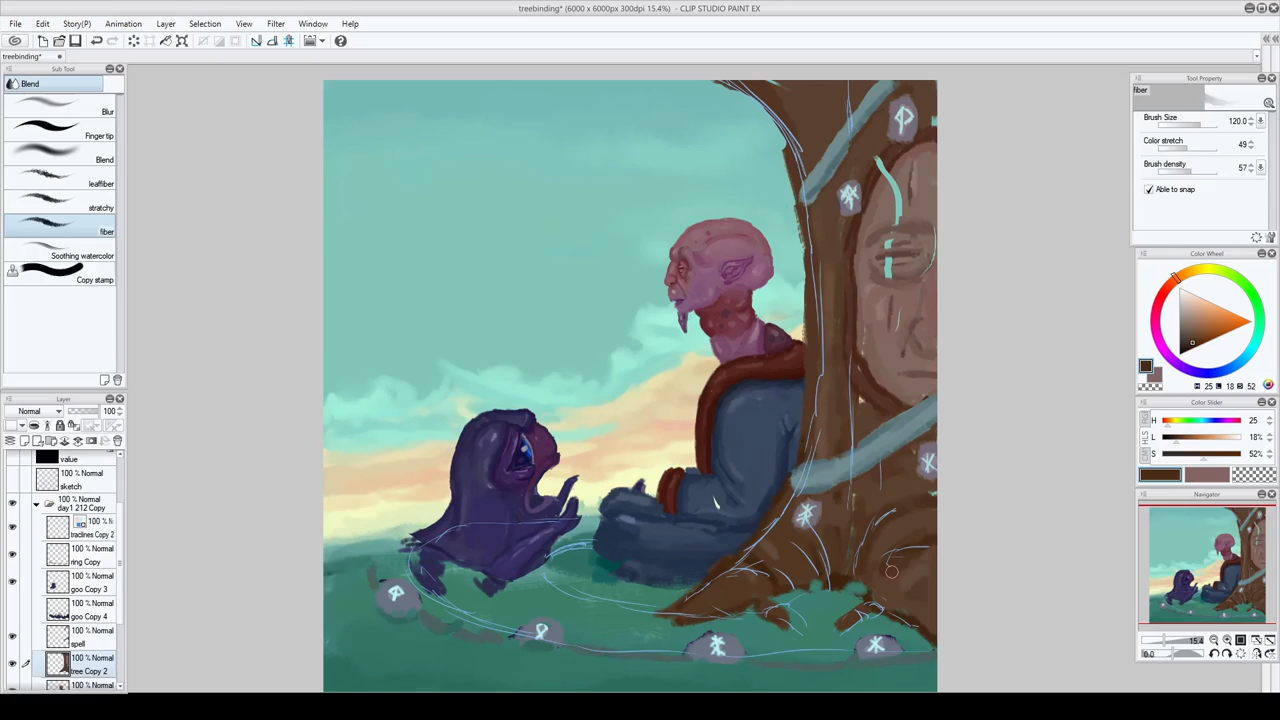 treebinding* (6000 x 6000px 300dpi 15.4%) - CLIP STUDIO PAINT EX
File Edit Story(P) Animation Layer Selection View Filter Window Help
treebinding*
Sub Tool
Blend
Blur
Finger tip
Blend
leaffiber
stratchy
fiber
Soothing watercolor
Copy stamp
Layer
Normal 100
value
100 % Normal
sketch
100 % Normal
day1 212 Copy
100 % N
traclines Copy 2
100 % Normal
ring Copy
100 % Normal
goo Copy 3
100 % Normal
goo Copy 4
100 % Normal
spell
100 % Normal
tree Copy 2
100 % Normal
Tool Property
fiber
Brush Size 120.0
Color stretch 49
Brush density 57
Able to snap
Color Wheel
H 25 L 18 S 52
Color Slider
H 25
L 18%
S 52%
Navigator
15.4
0.0